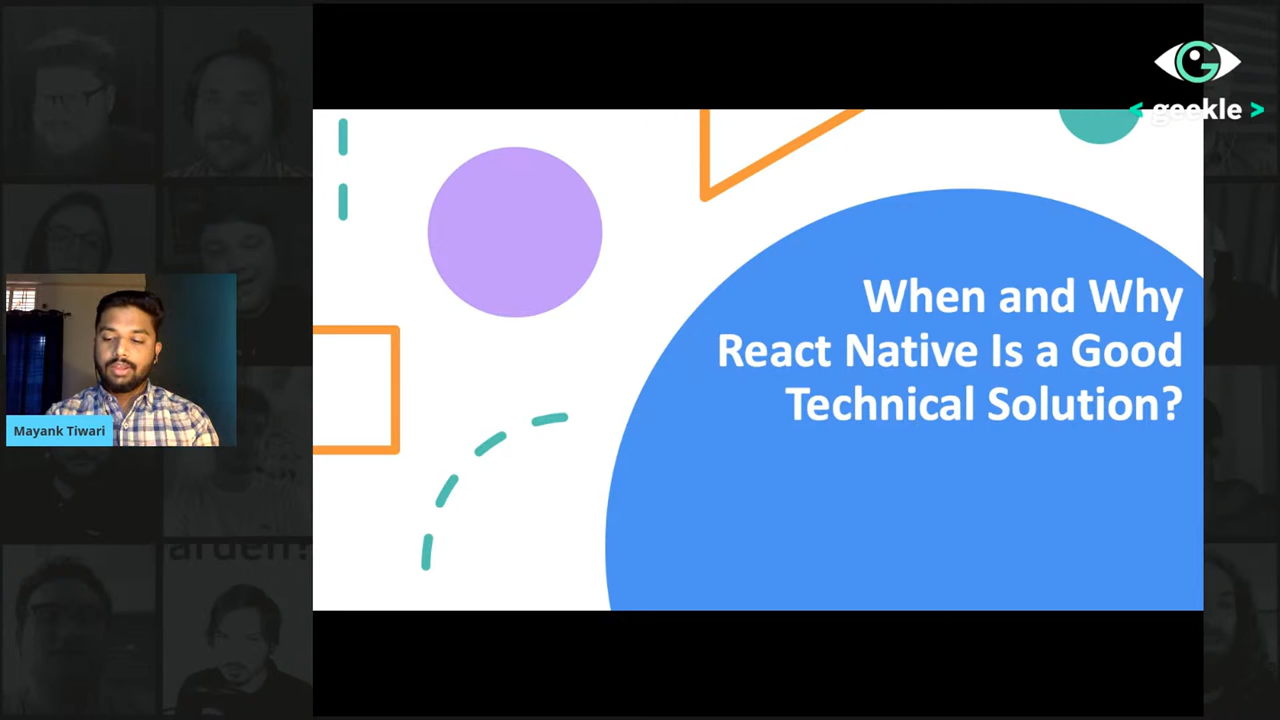 < geekle >
When and Why
React Native Is a Good
Technical Solution?
Mayank Tiwari